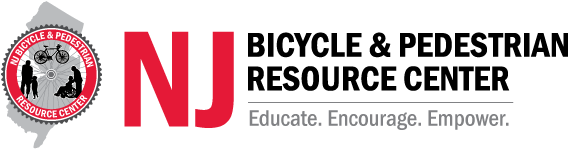 NJ BICYCLE & PEDESTRIAN
RESOURCE CENTER
NJ
BICYCLE & PEDESTRIAN
RESOURCE CENTER
Educate. Encourage. Empower.